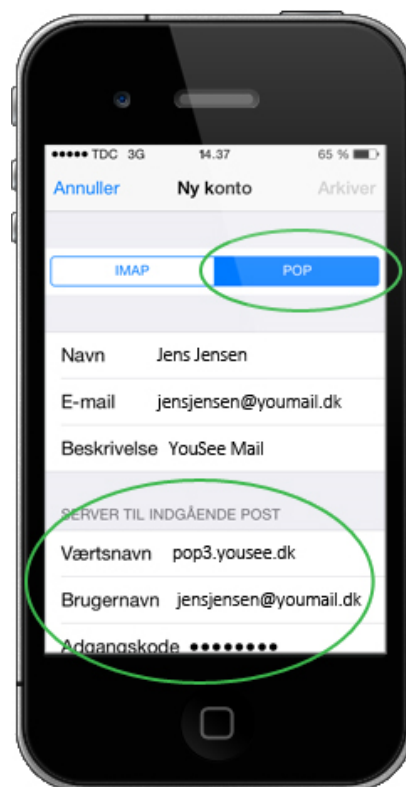 TDC 3G 14.37 65 %
Annuller Ny konto Arkiver
IMAP POP
Navn Jens Jensen
E-mail jensjensen@youmail.dk
Beskrivelse YouSee Mail
SERVER TIL INDGÅENDE POST
Værtsnavn pop3.yousee.dk
Brugernavn jensjensen@youmail.dk
Adgangskode ●●●●●●●●